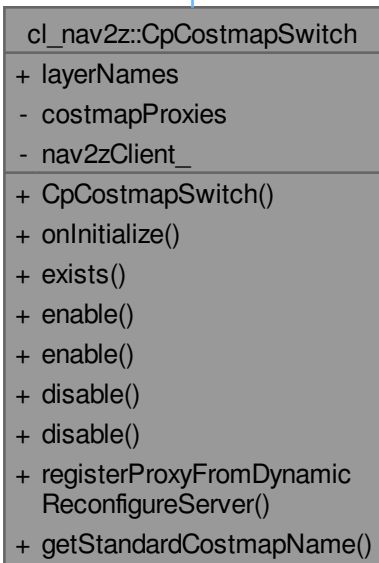 cl_nav2z::CpCostmapSwitch
+ layerNames
- costmapProxies
- nav2zClient_
+ CpCostmapSwitch()
+ onInitialize()
+ exists()
+ enable()
+ enable()
+ disable()
+ disable()
+ registerProxyFromDynamic
ReconfigureServer()
+ getStandardCostmapName()